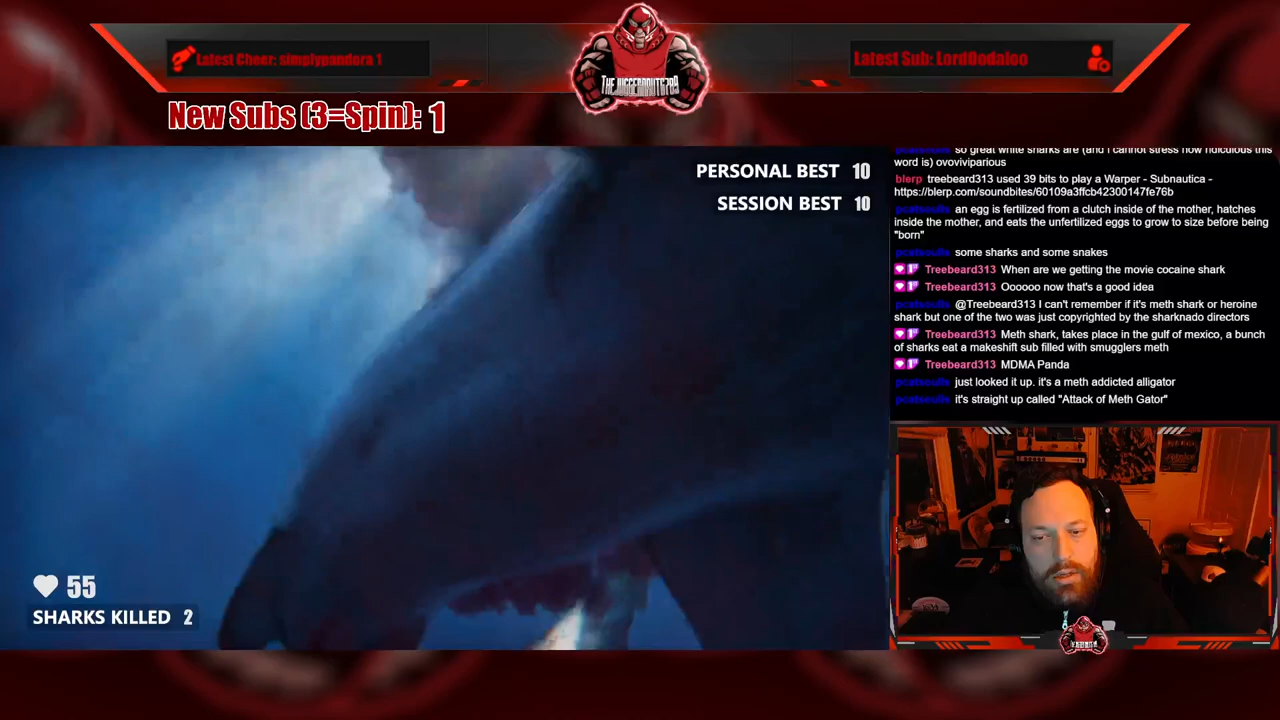 Latest Cheer: simplypandora 1
THEJUGGERNAUT6789
Latest Sub: LordOodaloo
New Subs (3=Spin): 1
PERSONAL BEST 10
SESSION BEST 10
55
SHARKS KILLED 2
so great white sharks are (and I cannot stress how ridiculous this
word is) ovoviviparious
blerp treebeard313 used 39 bits to play a Warper - Subnautica -
https://blerp.com/soundbites/60109a3ffcb42300147fe76b
pcatsoulis an egg is fertilized from a clutch inside of the mother, hatches
inside the mother, and eats the unfertilized eggs to grow to size before being
"born"
some sharks and some snakes
Treebeard313 When are we getting the movie cocaine shark
Treebeard313 Oooooo now that's a good idea
@Treebeard313 I can't remember if it's meth shark or heroine
shark but one of the two was just copyrighted by the sharknado directors
Treebeard313 Meth shark, takes place in the gulf of mexico, a bunch
of sharks eat a makeshift sub filled with smugglers meth
Treebeard313 MDMA Panda
just looked it up. it's a meth addicted alligator
it's straight up called "Attack of Meth Gator"